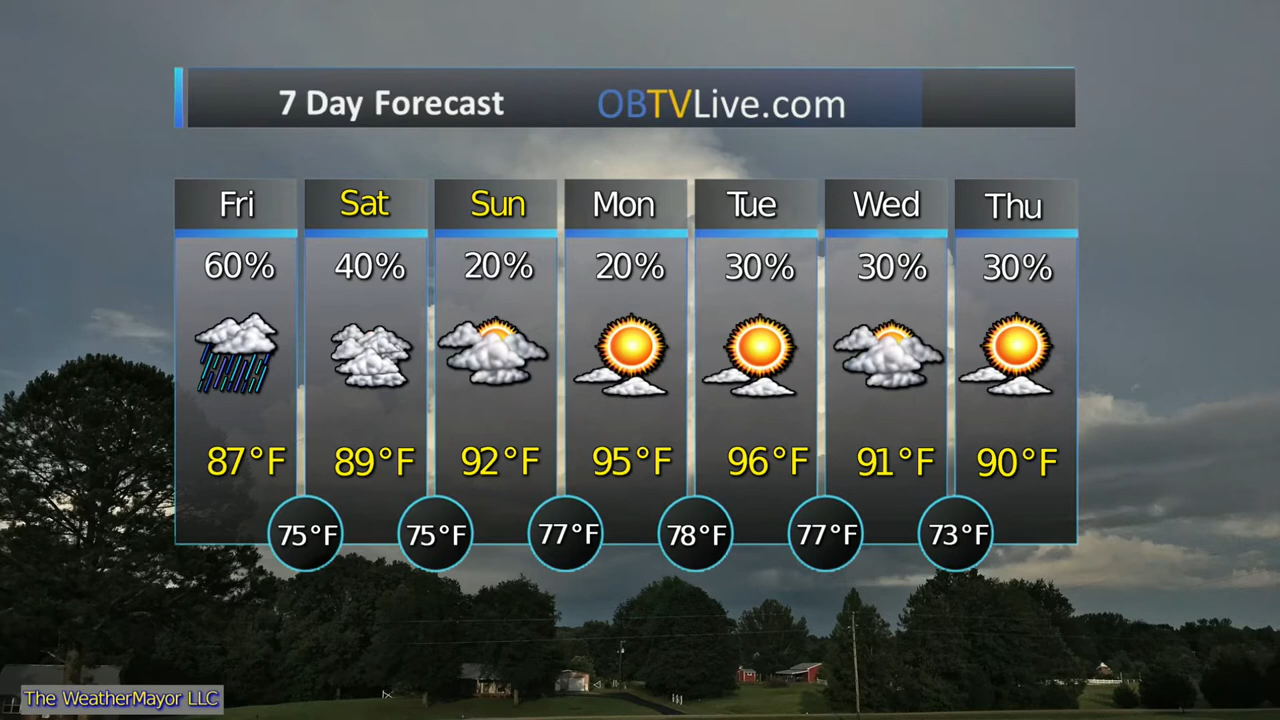 7 Day Forecast OBTVLive.com
Fri Sat Sun Mon Tue Wed Thu
60% 40% 20% 20% 30% 30% 30%
87°F 89°F 92°F 95°F 96°F 91°F 90°F
75°F 75°F 77°F 78°F 77°F 73°F
The WeatherMayor LLC